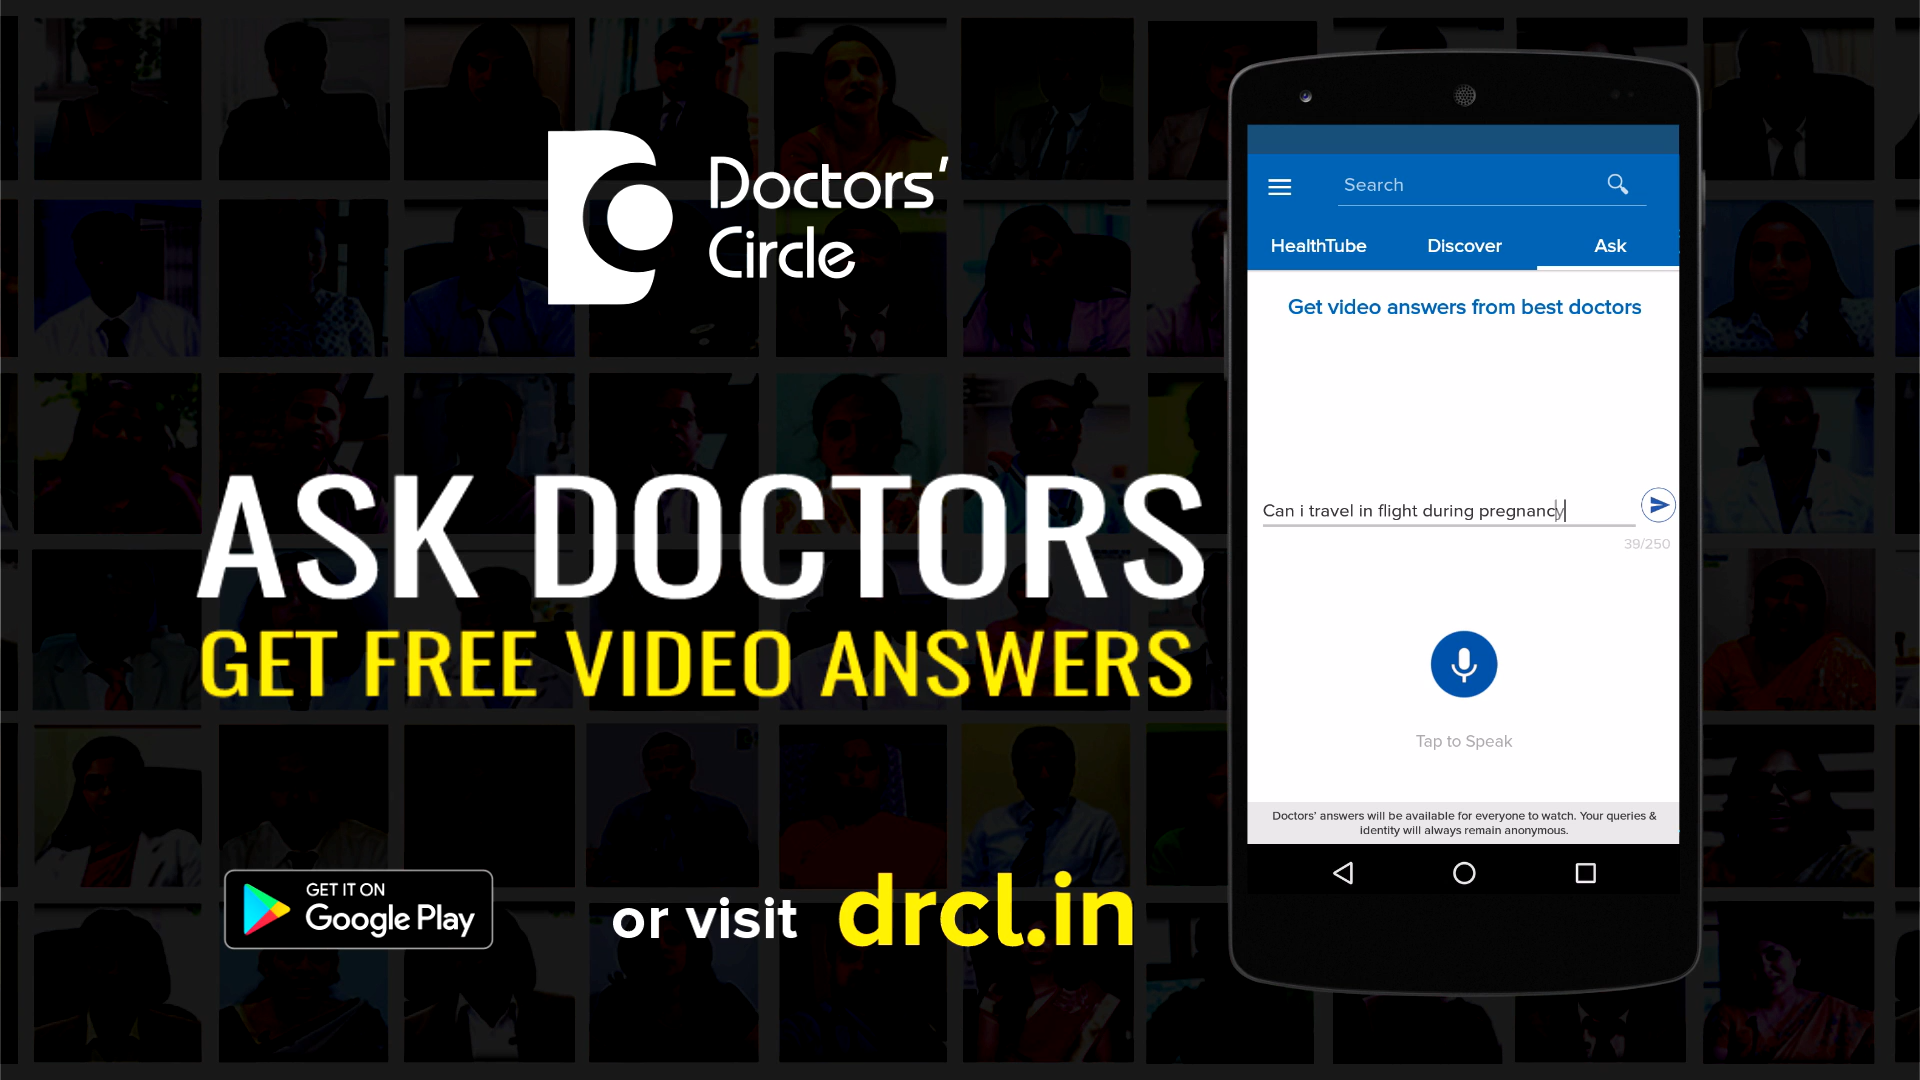 Doctors'
Circle
ASK DOCTORS
GET FREE VIDEO ANSWERS
GET IT ON
Google Play
or visit drcl.in
Search
HealthTube Discover Ask
Get video answers from best doctors
Can i travel in flight during pregnancy
39/250
Tap to Speak
Doctors' answers will be available for everyone to watch. Your queries &
identity will always remain anonymous.